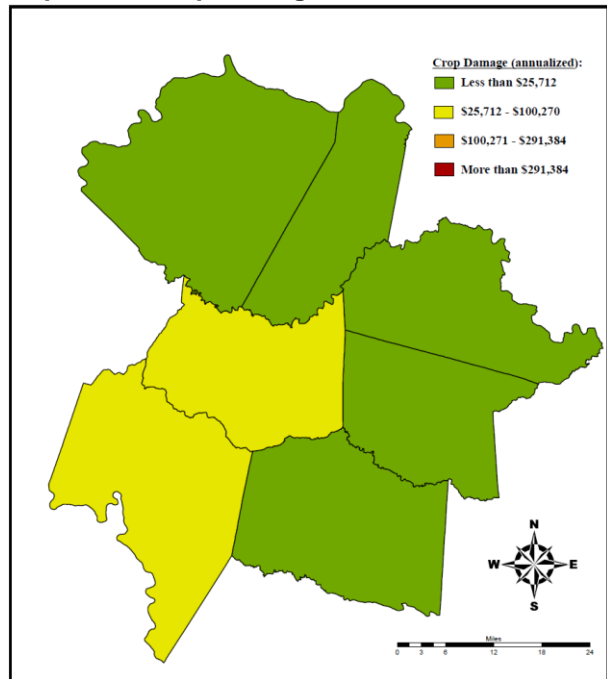 Crop Damage (annualized):
Less than $25,712
$25,712 - $100,270
$100,271 - $291,384
More than $291,384
N
W E
S
Miles
0 3 6 12 18 24